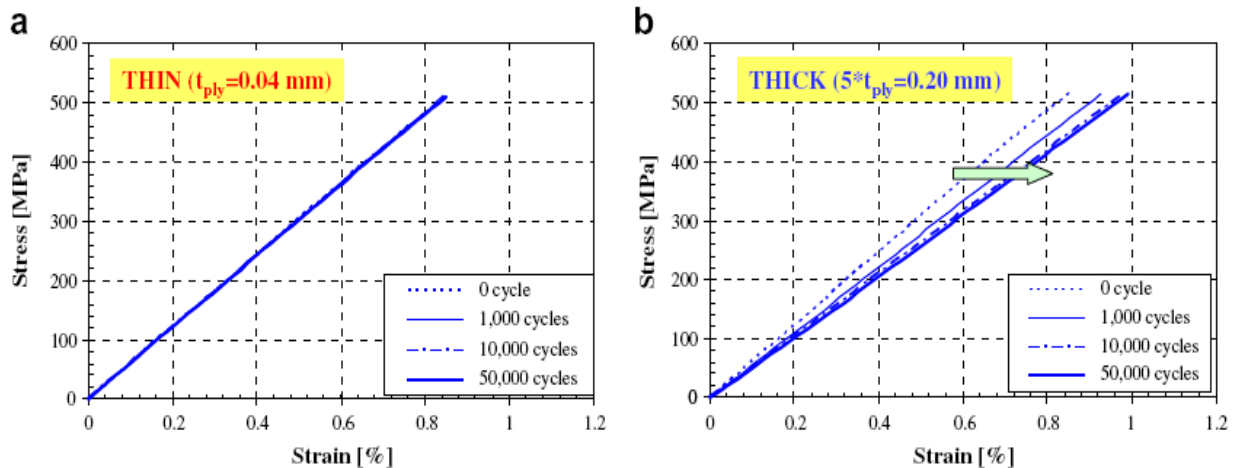 a
600
500
400
300
200
100
0
Stress [MPa]
THIN (t_ply=0.04 mm)
0 cycle
1,000 cycles
10,000 cycles
50,000 cycles
0 0.2 0.4 0.6 0.8 1 1.2
Strain [%]
b
600
500
400
300
200
100
0
Stress [MPa]
THICK (5*t_ply=0.20 mm)
0 cycle
1,000 cycles
10,000 cycles
50,000 cycles
0 0.2 0.4 0.6 0.8 1 1.2
Strain [%]